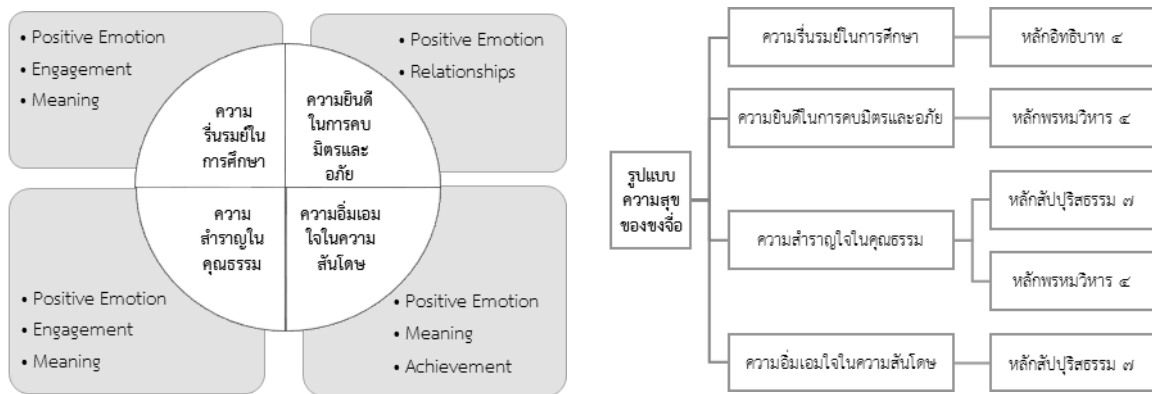 • Positive Emotion
• Engagement
• Meaning
• Positive Emotion
• Relationships
ความ
รื่นรมย์ใน
การศึกษา
ความยินดี
ในการคบ
มิตรและ
อภัย
ความ
สำราญใน
คุณธรรม
ความอิ่มเอม
ใจในความ
สันโดษ
• Positive Emotion
• Engagement
• Meaning
• Positive Emotion
• Meaning
• Achievement
รูปแบบ
ความสุข
ของขงจื่อ
ความรื่นรมย์ในการศึกษา
หลักอิทธิบาท ๔
ความยินดีในการคบมิตรและอภัย
หลักพรหมวิหาร ๔
ความสำราญใจในคุณธรรม
หลักสัปปุริสธรรม ๗
หลักพรหมวิหาร ๔
ความอิ่มเอมใจในความสันโดษ
หลักสัปปุริสธรรม ๗